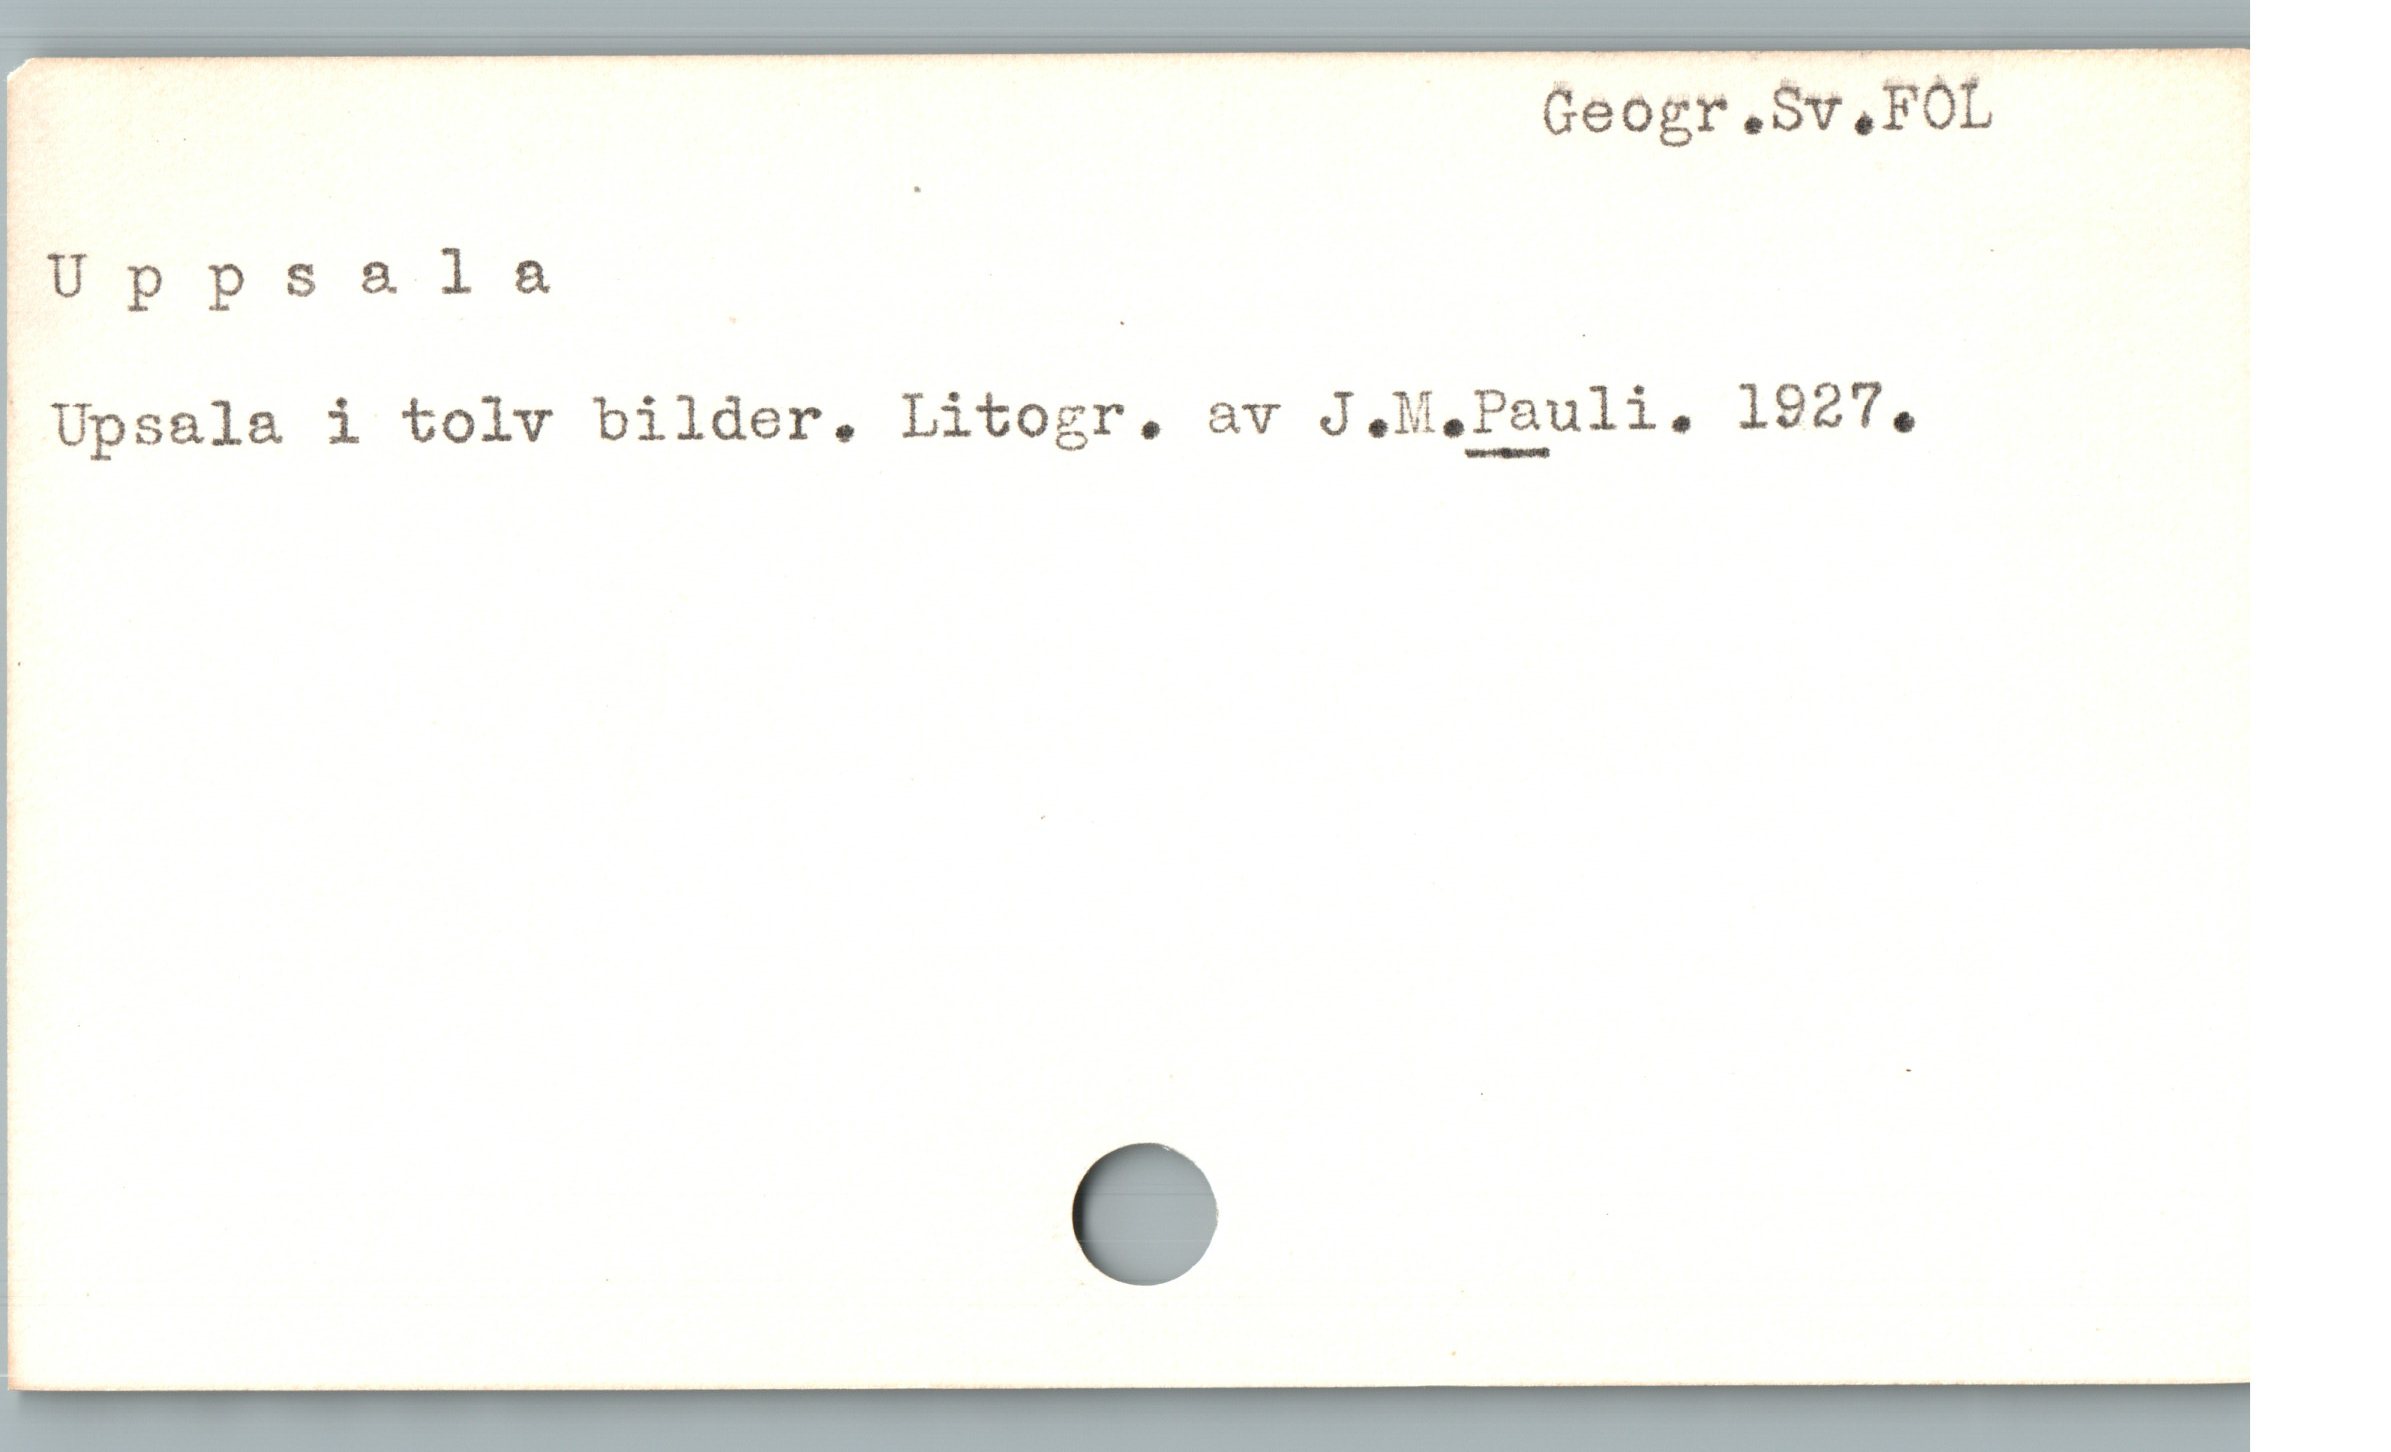 Geogr.Sv.FOL
U p p s a l a
Upsala i tolv bilder. Litogr. av J.M.Pauli. 1927.